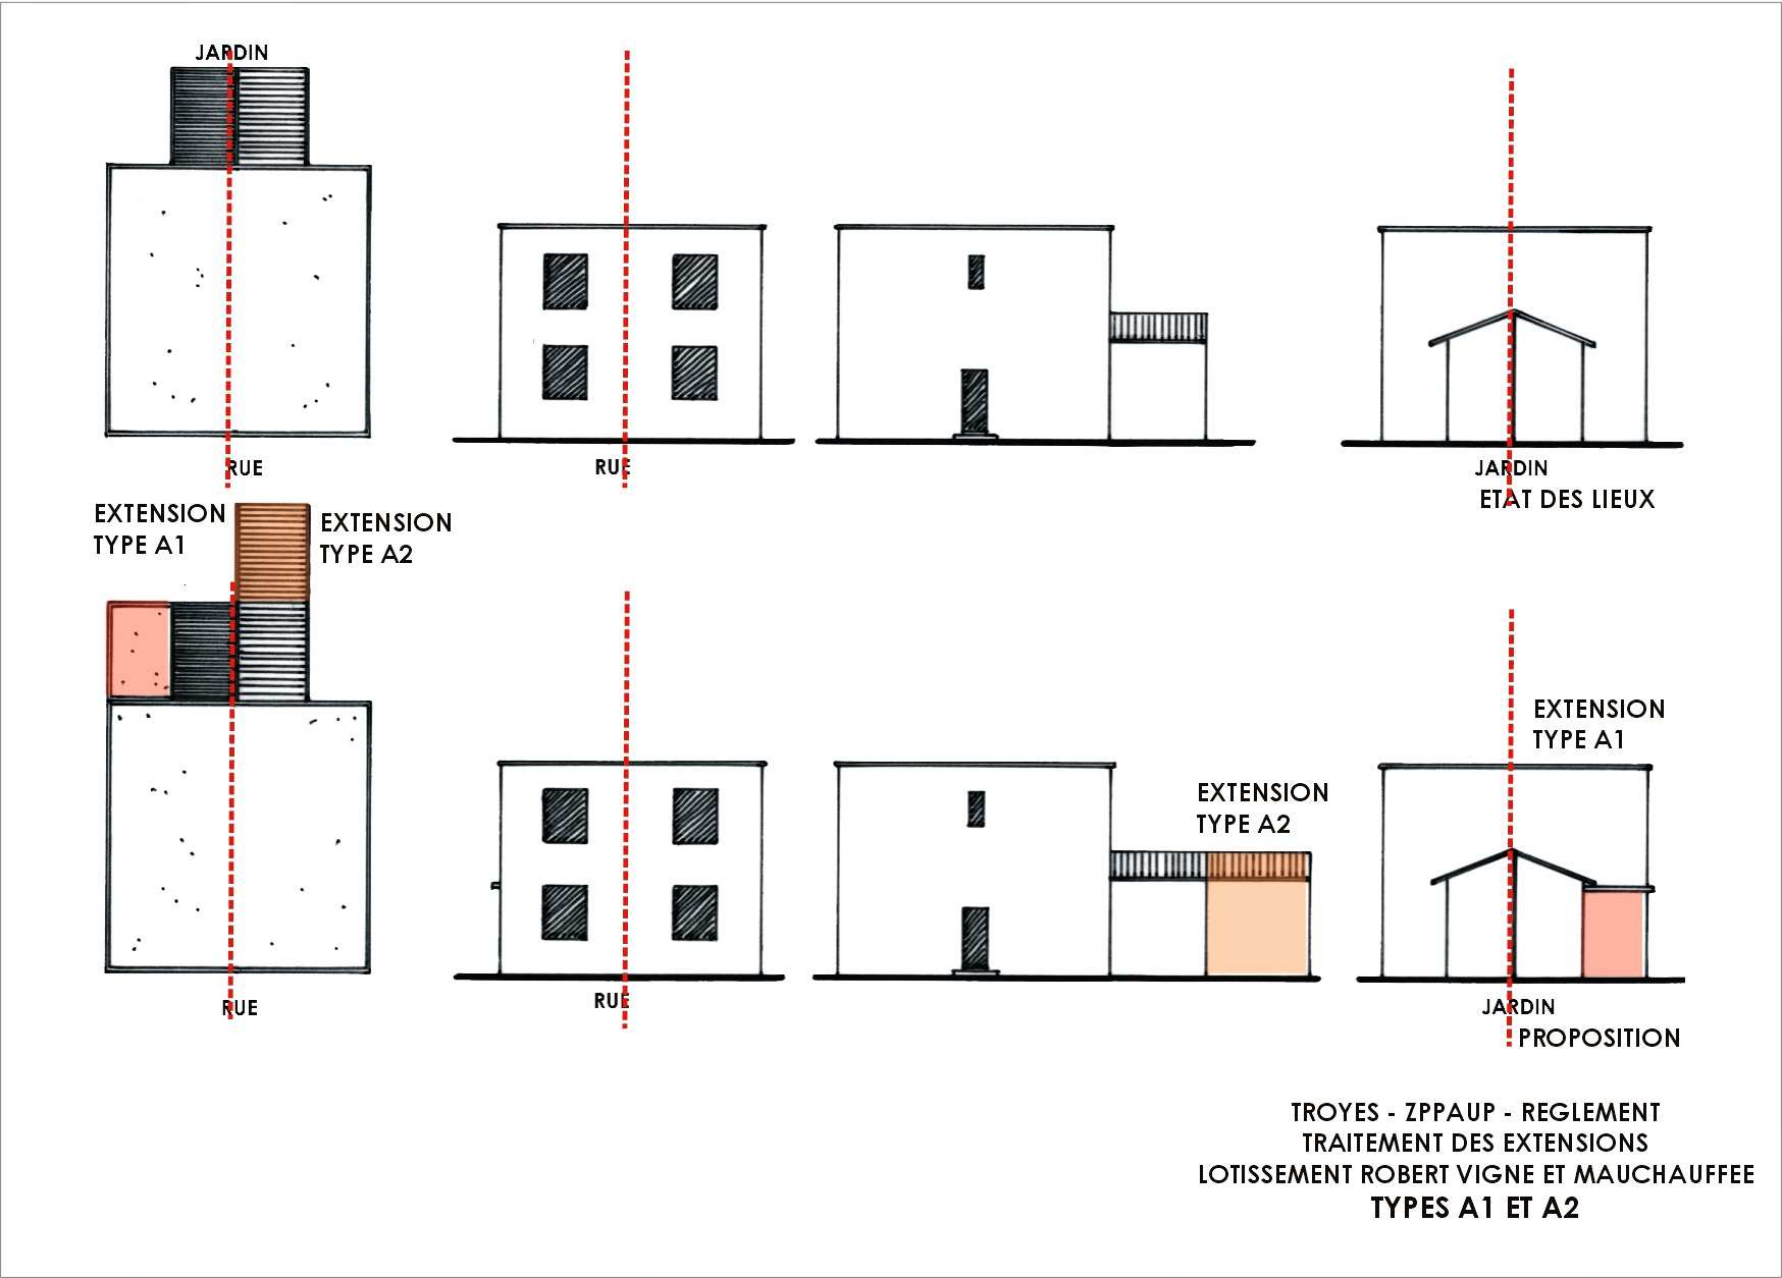 JARDIN
RUE
RUE
JARDIN
ETAT DES LIEUX
EXTENSION
TYPE A1
EXTENSION
TYPE A2
EXTENSION
TYPE A1
EXTENSION
TYPE A2
RUE
RUE
JARDIN
PROPOSITION
TROYES - ZPPAUP - REGLEMENT
TRAITEMENT DES EXTENSIONS
LOTISSEMENT ROBERT VIGNE ET MAUCHAUFFEE
TYPES A1 ET A2